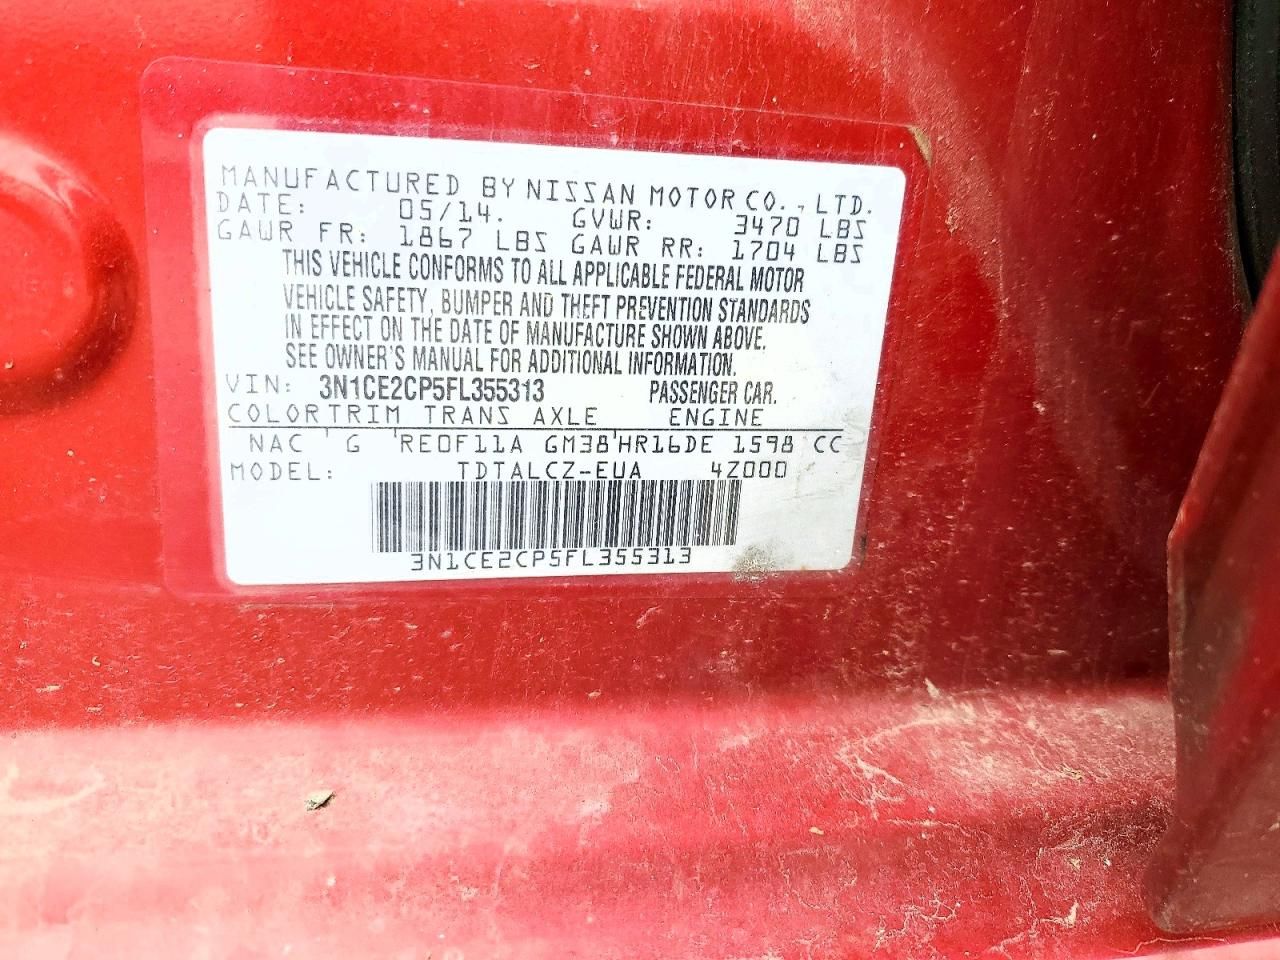 MANUFACTURED BY NISSAN MOTOR CO., LTD.
DATE: 05/14. GVWR: 3470 LBS
GAWR FR: 1867 LBS GAWR RR: 1704 LBS
THIS VEHICLE CONFORMS TO ALL APPLICABLE FEDERAL MOTOR
VEHICLE SAFETY, BUMPER AND THEFT PREVENTION STANDARDS
IN EFFECT ON THE DATE OF MANUFACTURE SHOWN ABOVE.
SEE OWNER'S MANUAL FOR ADDITIONAL INFORMATION.
VIN: 3N1CE2CP5FL355313 PASSENGER CAR.
COLOR TRIM TRANS AXLE ENGINE
NAC G RE0F11A GM38 HR16DE 1598 CC
MODEL: TDTALCZ-EUA 4Z000
3N1CE2CP5FL355313